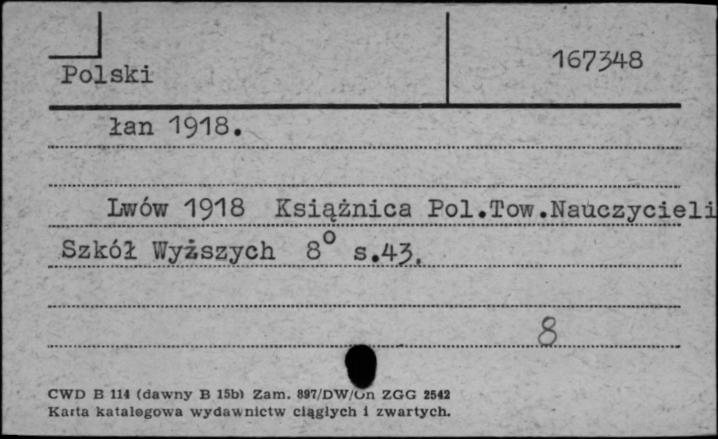 167348
Polski
łan 1918.
Lwów 1918 Książnica Pol.Tow.Nauczycieli
Szkół Wyższych 8° s.43.
8
CWD B 114 (dawny B 15b) Zam. 897/DW/Un ZGG 2542
Karta katalogowa wydawnictw ciągłych i zwartych.